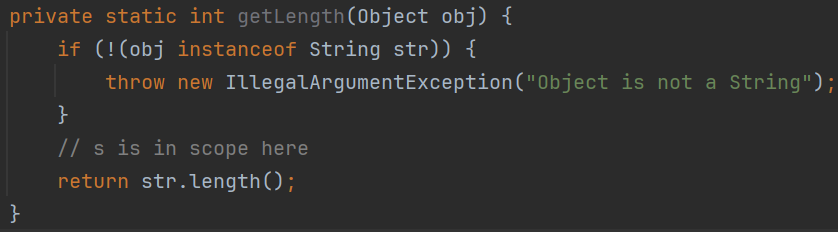 private static int getLength(Object obj) {
    if (!(obj instanceof String str)) {
        throw new IllegalArgumentException("Object is not a String");
    }
    // s is in scope here
    return str.length();
}